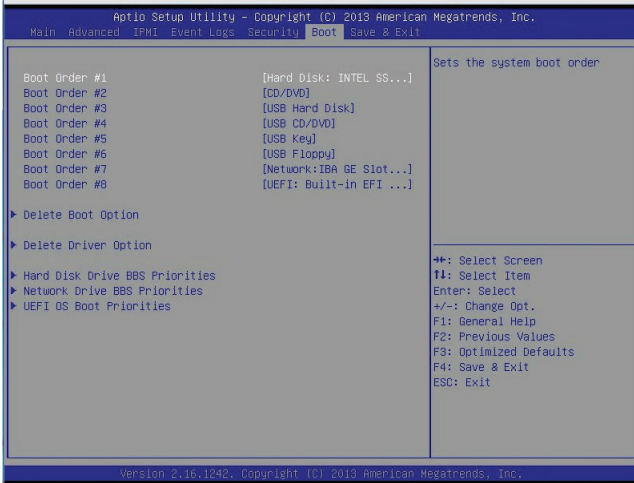 Aptio Setup Utility – Copyright (C) 2013 American Megatrends, Inc.
Main Advanced IPMI Event Logs Security Boot Save & Exit
Boot Order #1 [Hard Disk: INTEL SS...]
Boot Order #2 [CD/DVD]
Boot Order #3 [USB Hard Disk]
Boot Order #4 [USB CD/DVD]
Boot Order #5 [USB Key]
Boot Order #6 [USB Floppy]
Boot Order #7 [Network:IBA GE Slot...]
Boot Order #8 [UEFI: Built-in EFI ...]
▶ Delete Boot Option
▶ Delete Driver Option
▶ Hard Disk Drive BBS Priorities
▶ Network Drive BBS Priorities
▶ UEFI OS Boot Priorities
Sets the system boot order
→←: Select Screen
↑↓: Select Item
Enter: Select
+/-: Change Opt.
F1: General Help
F2: Previous Values
F3: Optimized Defaults
F4: Save & Exit
ESC: Exit
Version 2.16.1242. Copyright (C) 2013 American Megatrends, Inc.